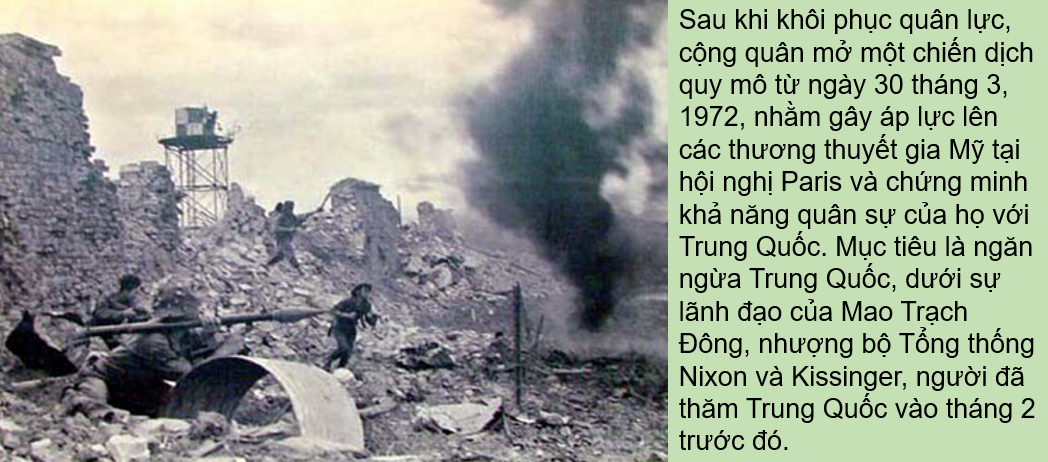 Sau khi khôi phục quân lực,
cộng quân mở một chiến dịch
quy mô từ ngày 30 tháng 3,
1972, nhằm gây áp lực lên
các thương thuyết gia Mỹ tại
hội nghị Paris và chứng minh
khả năng quân sự của họ với
Trung Quốc. Mục tiêu là ngăn
ngừa Trung Quốc, dưới sự
lãnh đạo của Mao Trạch
Đông, nhượng bộ Tổng thống
Nixon và Kissinger, người đã
thăm Trung Quốc vào tháng 2
trước đó.